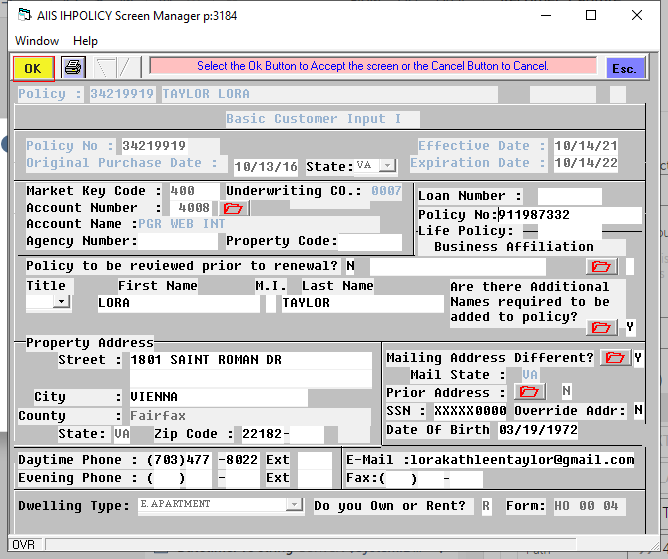 AIIS IHPOLICY Screen Manager p:3184
Window Help
OK Select the Ok Button to Accept the screen or the Cancel Button to Cancel. Esc.
Policy : 34219919 TAYLOR LORA
Basic Customer Input I
Policy No : 34219919 Effective Date : 10/14/21
Original Purchase Date : 10/13/16 State: VA Expiration Date : 10/14/22
Market Key Code : 400 Underwriting CO.: 0007 Loan Number :
Account Number : 4008 Policy No:911987332
Account Name :PGR WEB INT Life Policy:
Agency Number: Property Code: Business Affiliation
Policy to be reviewed prior to renewal? N
Title First Name M.I. Last Name Are there Additional
LORA TAYLOR Names required to be
added to policy?
Y
Property Address
Street : 1801 SAINT ROMAN DR Mailing Address Different? Y
Mail State : VA
City : VIENNA Prior Address : N
County : Fairfax SSN : XXXXX0000 Override Addr: N
State: VA Zip Code : 22182- Date Of Birth 03/19/1972
Daytime Phone : (703)477 -8022 Ext E-Mail :lorakathleentaylor@gmail.com
Evening Phone : ( ) - Ext Fax:( ) -
Dwelling Type: E. APARTMENT Do you Own or Rent? R Form: HO 00 04
OVR